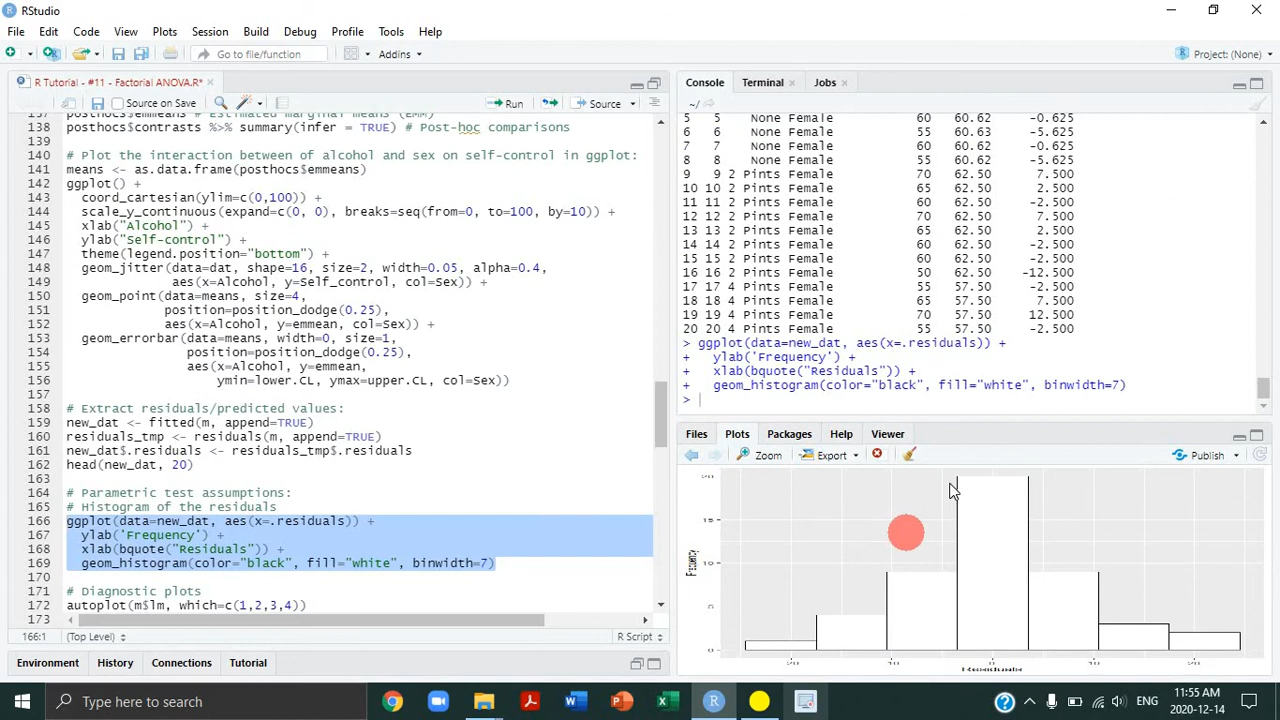 RStudio
File Edit Code View Plots Session Build Debug Profile Tools Help
Go to file/function Addins Project: (None)
R Tutorial - #11 - Factorial ANOVA.R* ×
Source on Save Run Source
137 posthocs$emmeans # Estimated marginal means (EMM)
138 posthocs$contrasts %>% summary(infer = TRUE) # Post-hoc comparisons
139
140 # Plot the interaction between of alcohol and sex on self-control in ggplot:
141 means <- as.data.frame(posthocs$emmeans)
142 ggplot() +
143 coord_cartesian(ylim=c(0,100)) +
144 scale_y_continuous(expand=c(0, 0), breaks=seq(from=0, to=100, by=10)) +
145 xlab("Alcohol") +
146 ylab("Self-control") +
147 theme(legend.position="bottom") +
148 geom_jitter(data=dat, shape=16, size=2, width=0.05, alpha=0.4,
149 aes(x=Alcohol, y=Self_control, col=Sex)) +
150 geom_point(data=means, size=4,
151 position=position_dodge(0.25),
152 aes(x=Alcohol, y=emmean, col=Sex)) +
153 geom_errorbar(data=means, width=0, size=1,
154 position=position_dodge(0.25),
155 aes(x=Alcohol, y=emmean,
156 ymin=lower.CL, ymax=upper.CL, col=Sex))
157
158 # Extract residuals/predicted values:
159 new_dat <- fitted(m, append=TRUE)
160 residuals_tmp <- residuals(m, append=TRUE)
161 new_dat$.residuals <- residuals_tmp$.residuals
162 head(new_dat, 20)
163
164 # Parametric test assumptions:
165 # Histogram of the residuals
166 ggplot(data=new_dat, aes(x=.residuals)) +
167 ylab('Frequency') +
168 xlab(bquote("Residuals")) +
169 geom_histogram(color="black", fill="white", binwidth=7)
170
171 # Diagnostic plots
172 autoplot(m$lm, which=c(1,2,3,4))
173
166:1 (Top Level) R Script
Environment History Connections Tutorial
Console Terminal × Jobs ×
~/
5 5 None Female 60 60.62 -0.625
6 6 None Female 55 60.63 -5.625
7 7 None Female 60 60.62 -0.625
8 8 None Female 55 60.62 -5.625
9 9 2 Pints Female 70 62.50 7.500
10 10 2 Pints Female 65 62.50 2.500
11 11 2 Pints Female 60 62.50 -2.500
12 12 2 Pints Female 70 62.50 7.500
13 13 2 Pints Female 65 62.50 2.500
14 14 2 Pints Female 60 62.50 -2.500
15 15 2 Pints Female 60 62.50 -2.500
16 16 2 Pints Female 50 62.50 -12.500
17 17 4 Pints Female 55 57.50 -2.500
18 18 4 Pints Female 65 57.50 7.500
19 19 4 Pints Female 70 57.50 12.500
20 20 4 Pints Female 55 57.50 -2.500
> ggplot(data=new_dat, aes(x=.residuals)) +
+ ylab('Frequency') +
+ xlab(bquote("Residuals")) +
+ geom_histogram(color="black", fill="white", binwidth=7)
>
Files Plots Packages Help Viewer
Zoom Export Publish
Type here to search
ENG
11:55 AM
2020-12-14